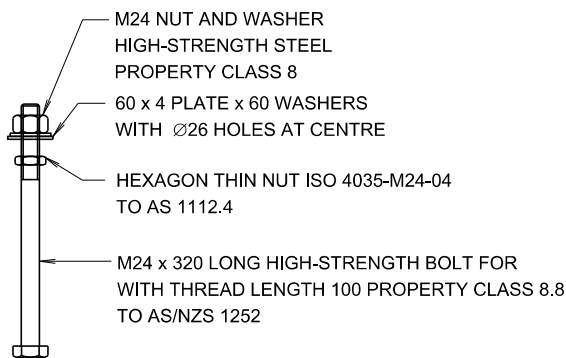 M24 NUT AND WASHER
HIGH-STRENGTH STEEL
PROPERTY CLASS 8
60 x 4 PLATE x 60 WASHERS
WITH ∅26 HOLES AT CENTRE
HEXAGON THIN NUT ISO 4035-M24-04
TO AS 1112.4
M24 x 320 LONG HIGH-STRENGTH BOLT FOR
WITH THREAD LENGTH 100 PROPERTY CLASS 8.8
TO AS/NZS 1252